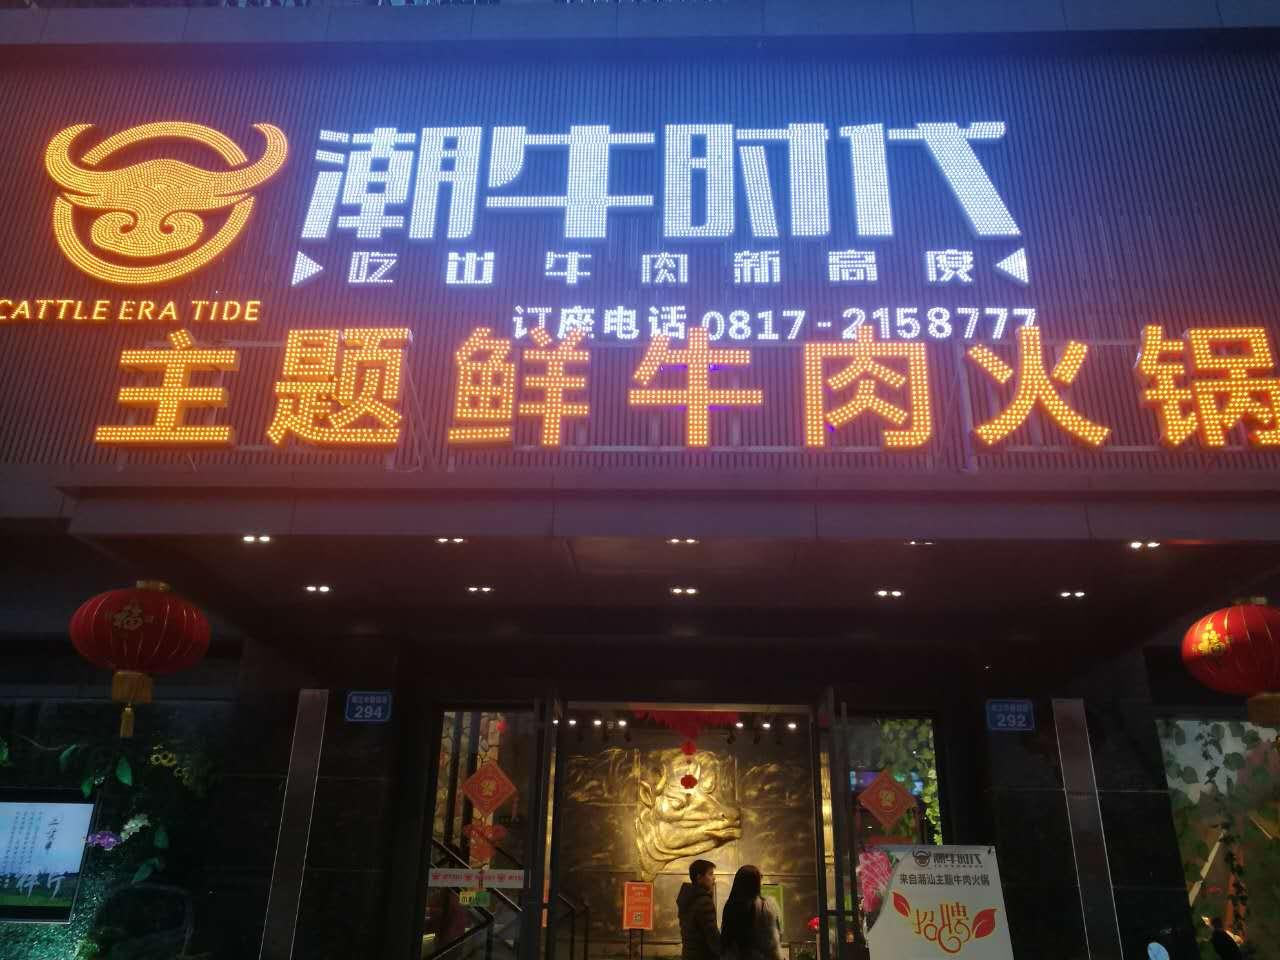 潮牛时代
吃出牛肉新高度
CATTLE ERA TIDE
订座电话 0817-2158777
主题鲜牛肉火锅
福
294
292
潮牛时代
来自潮汕主题牛肉火锅
招聘